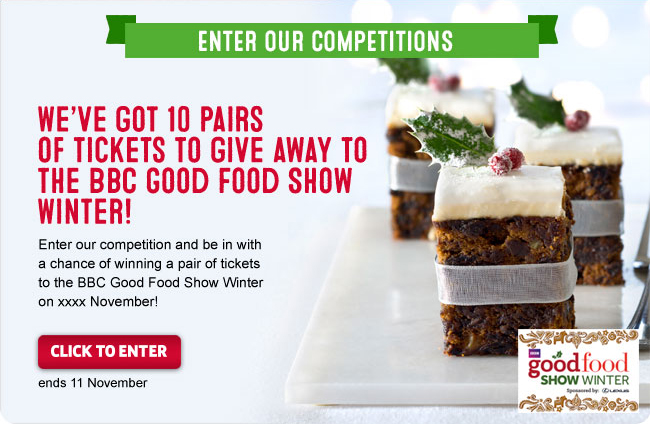 ENTER OUR COMPETITIONS
WE'VE GOT 10 PAIRS
OF TICKETS TO GIVE AWAY TO
THE BBC GOOD FOOD SHOW
WINTER!
Enter our competition and be in with
a chance of winning a pair of tickets
to the BBC Good Food Show Winter
on xxxx November!
CLICK TO ENTER
ends 11 November
BBC
goodfood
SHOW WINTER
Sponsored by: LEXUS